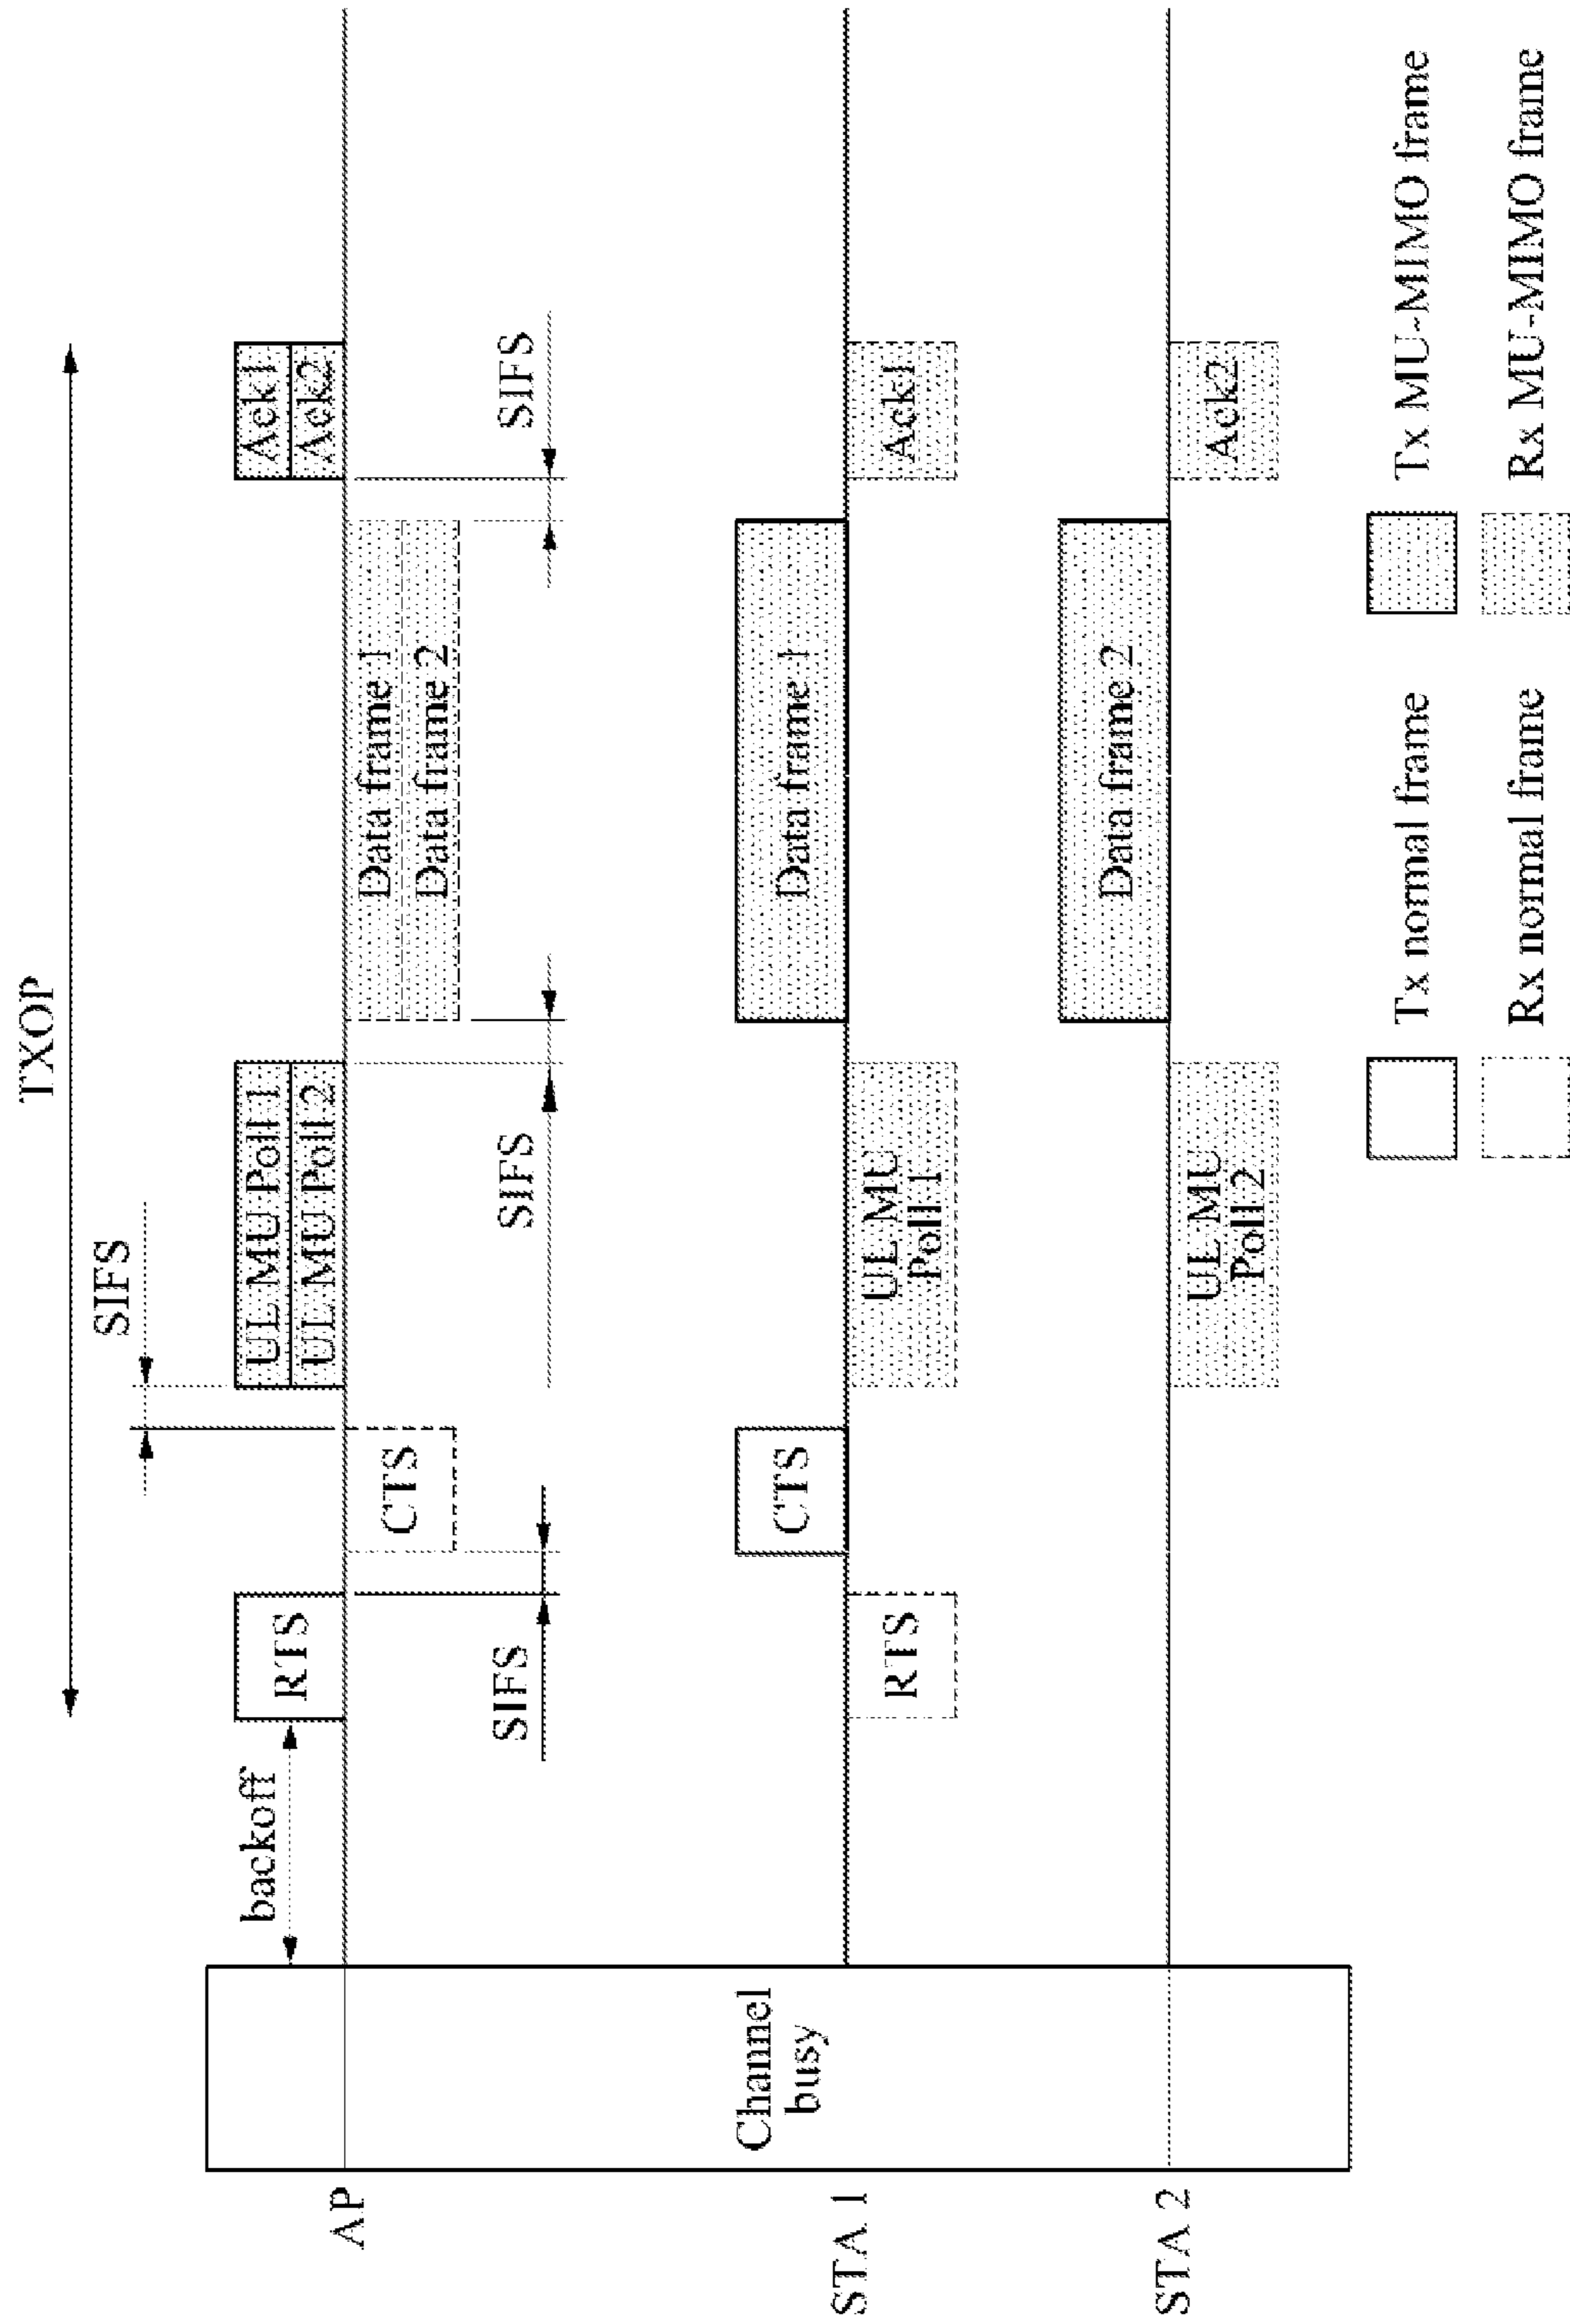 TXOP
SIFS
backoff
RTS
UL MU Poll 1
UL MU Poll 2
Ack1
Ack2
AP
CTS
Data frame 1
Data frame 2
SIFS
SIFS
SIFS
Channel
busy
CTS
Data frame 1
STA 1
RTS
UL MU
Poll 1
Ack1
Data frame 2
STA 2
UL MU
Poll 2
Ack2
Tx normal frame
Tx MU-MIMO frame
Rx normal frame
Rx MU-MIMO frame